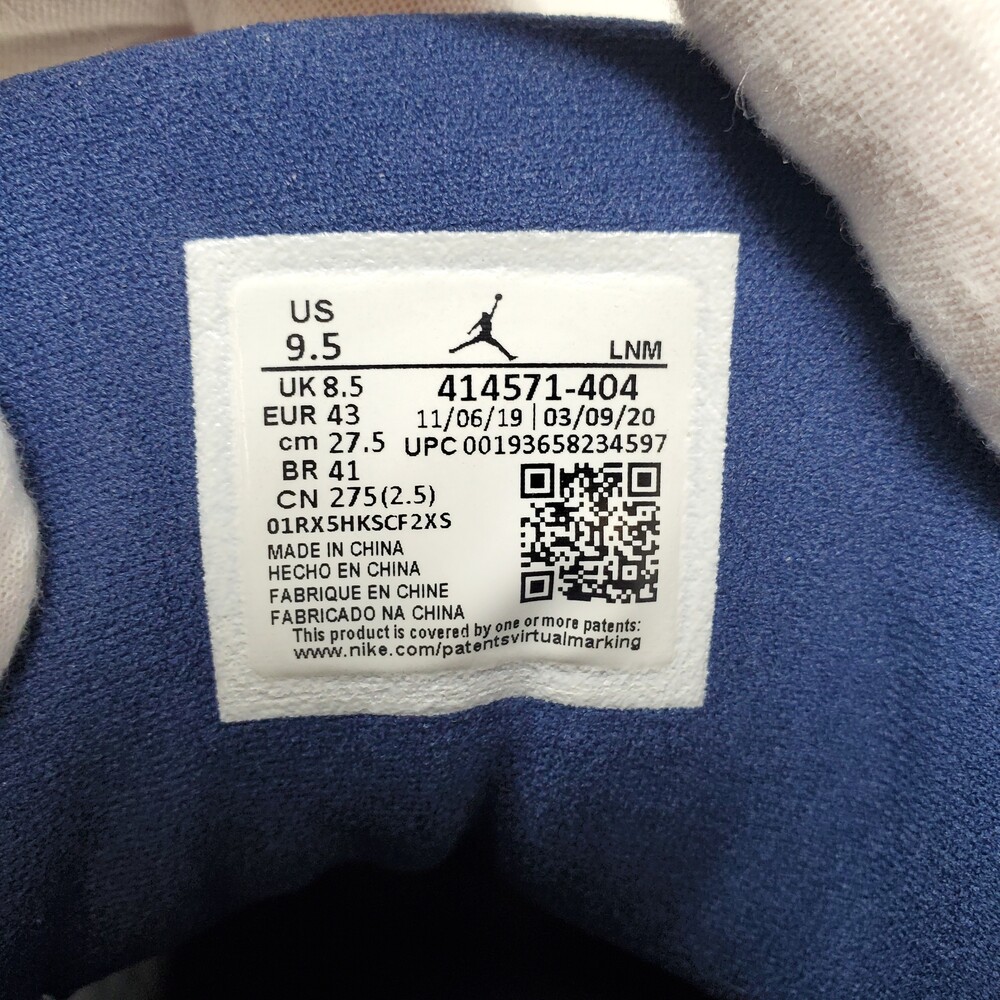 US
9.5
LNM
UK 8.5
414571-404
EUR 43
11/06/19 | 03/09/20
cm 27.5
UPC 00193658234597
BR 41
CN 275(2.5)
01RX5HKSCF2XS
MADE IN CHINA
HECHO EN CHINA
FABRIQUE EN CHINE
FABRICADO NA CHINA
This product is covered by one or more patents:
www.nike.com/patentsvirtualmarking